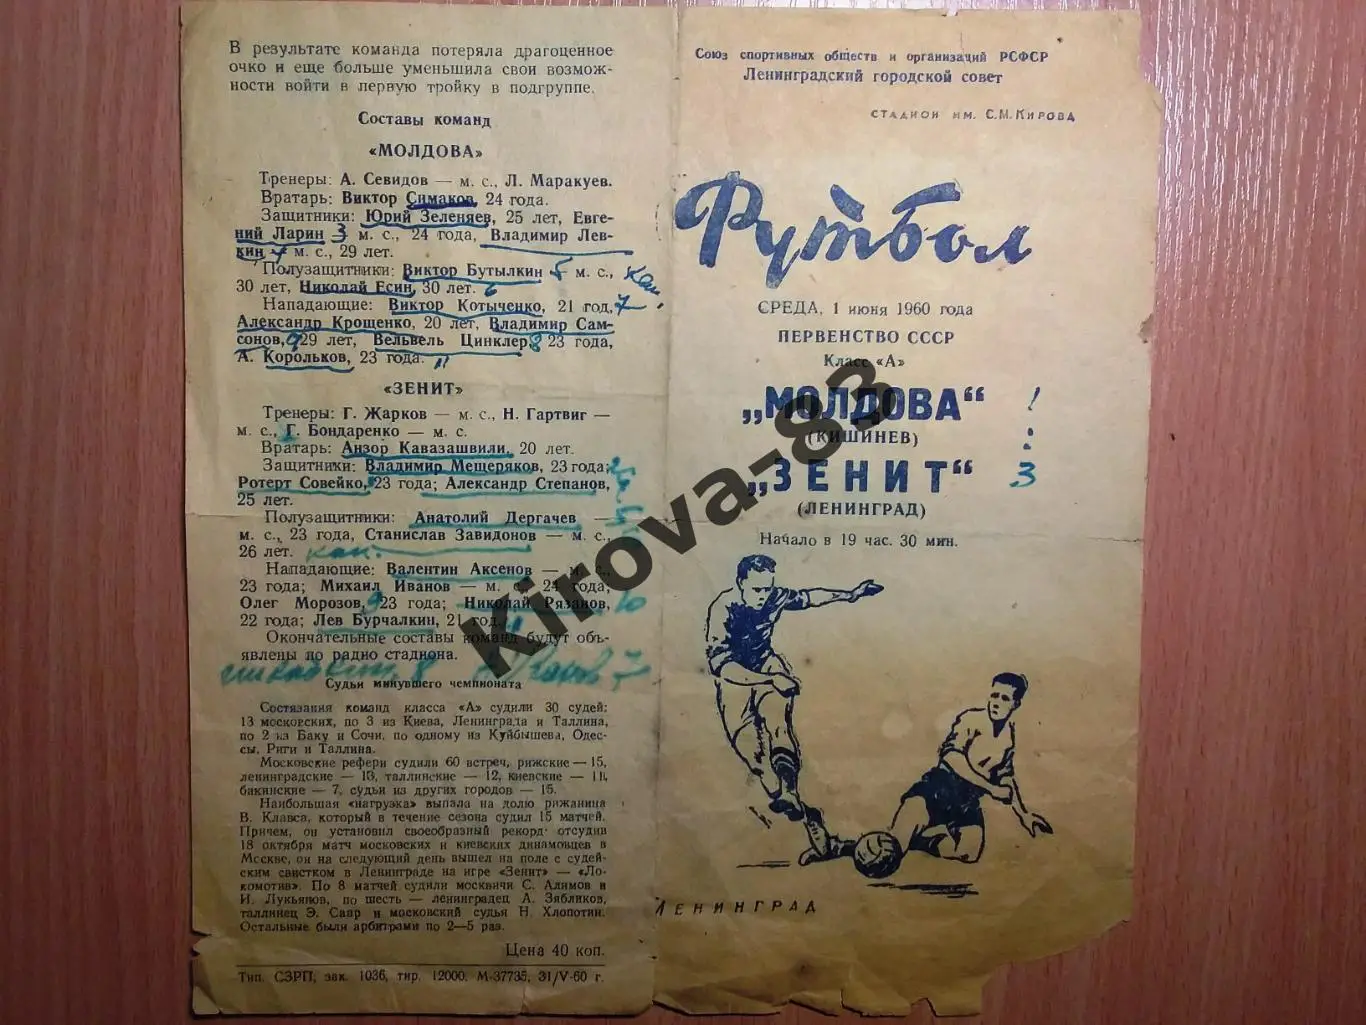 В результате команда потеряла драгоценное
очко и еще больше уменьшила свои возмож-
ности войти в первую тройку в подгруппе.
Составы команд
«МОЛДОВА»
Тренеры: А. Севидов — м. с., Л. Маракуев.
Вратарь: Виктор Симаков, 24 года.
Защитники: Юрий Зеленяев, 25 лет, Евге-
ний Ларин 3 м. с., 24 года, Владимир Лев-
кин 4 м. с., 29 лет.
Полузащитники: Виктор Бутылкин 5 м. с.,
30 лет, Николай Есин, 30 лет. 6
Нападающие: Виктор Котыченко, 21 год, 7
Александр Крощенко, 20 лет, Владимир Сам-
сонов, 9 29 лет, Вельвель Цинклер, 8 23 года,
А. Корольков, 23 года. 11
«ЗЕНИТ»
Тренеры: Г. Жарков — м. с., Н. Гартвиг —
м. с., Г. Бондаренко — м. с.
Вратарь: Анзор Кавазашвили, 20 лет.
Защитники: Владимир Мещеряков, 23 года;
Ротерт Совейко, 23 года; Александр Степанов,
25 лет.
Полузащитники: Анатолий Дергачев —
м. с., 23 года, Станислав Завидонов — м. с.,
26 лет. кап.
Нападающие: Валентин Аксенов — м. с.,
23 года; Михаил Иванов — м. с., 24 года;
Олег Морозов, 9 23 года; Николай Рязанов, 10
22 года; Лев Бурчалкин, 21 год.
Окончательные составы команд будут объ-
явлены по радио стадиона.
Судьи минувшего чемпионата
Состязания команд класса «А» судили 30 судей:
13 московских, по 3 из Киева, Ленинграда и Таллина,
по 2 из Баку и Сочи, по одному из Куйбышева, Одес-
сы, Риги и Таллина.
Московские рефери судили 60 встреч, рижские — 15,
ленинградские — 13, таллинские — 12, киевские — 11,
бакинские — 7, судьи из других городов — 15.
Наибольшая «нагрузка» выпала на долю рижанина
В. Клавса, который в течение сезона судил 15 матчей.
Причем, он установил своеобразный рекорд: отсудив
18 октября матч московских и киевских динамовцев в
Москве, он на следующий день вышел на поле с судей-
ским свистком в Ленинграде на игре «Зенит» — «Ло-
комотив». По 8 матчей судили москвичи С. Алимов и
И. Лукьянов, по шесть — ленинградец А. Зябликов,
таллинец Э. Саар и московский судья Н. Хлопотин.
Остальные были арбитрами по 2—5 раз.
Цена 40 коп.
Тип. СЗРП, зак. 1036, тир. 12000. М-37735, 31/V-60 г.
Союз спортивных обществ и организаций РСФСР
Ленинградский городской совет
СТАДИОН ИМ. С. М. КИРОВА
Футбол
СРЕДА, 1 июня 1960 года
ПЕРВЕНСТВО СССР
Класс «А»
„МОЛДОВА“ 1
(КИШИНЕВ) :
„ЗЕНИТ“ 3
(ЛЕНИНГРАД)
Начало в 19 час. 30 мин.
ЛЕНИНГРАД
Kirova-83